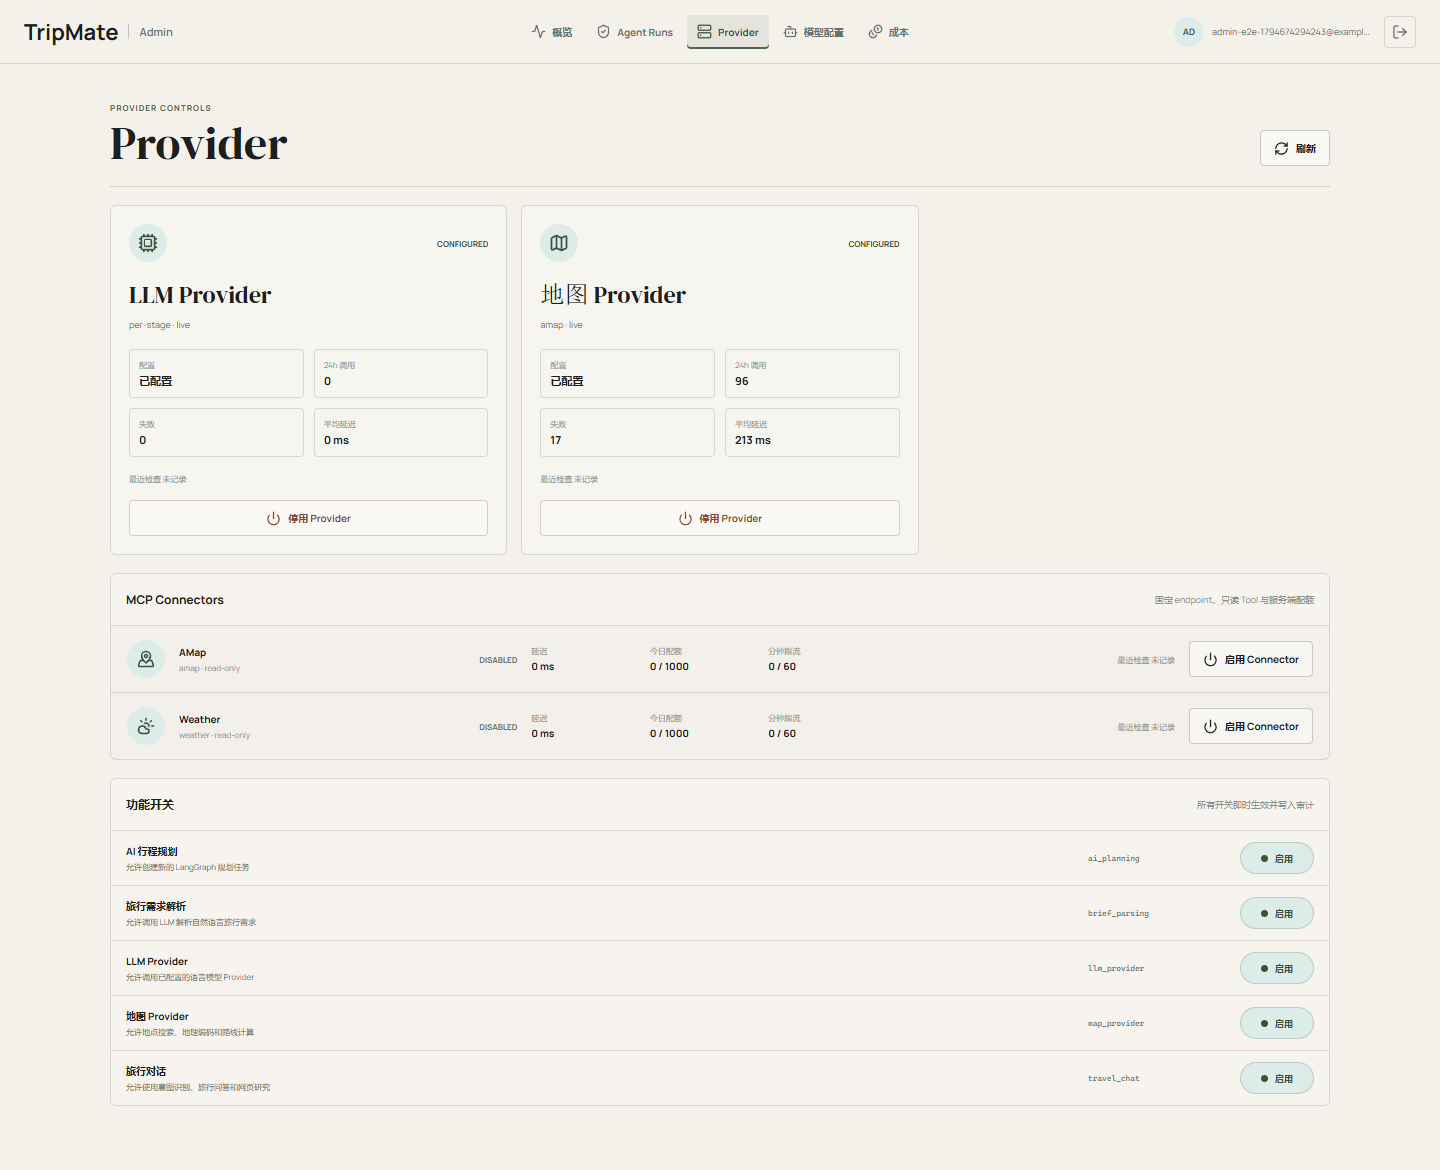 TripMate Admin
概览
Agent Runs
Provider
模型配置
成本
AD
admin-e2e-1794674294243@exampl...
PROVIDER CONTROLS
Provider
刷新
CONFIGURED
LLM Provider
per-stage · live
配置
已配置
24h 调用
0
失败
0
平均延迟
0 ms
最近检查 未记录
停用 Provider
CONFIGURED
地图 Provider
amap · live
配置
已配置
24h 调用
96
失败
17
平均延迟
213 ms
最近检查 未记录
停用 Provider
MCP Connectors
固定 endpoint、只读 Tool 与服务端配额
AMap
amap · read-only
DISABLED
延迟
0 ms
今日配额
0 / 1000
分钟限流
0 / 60
最近检查 未记录
启用 Connector
Weather
weather · read-only
DISABLED
延迟
0 ms
今日配额
0 / 1000
分钟限流
0 / 60
最近检查 未记录
启用 Connector
功能开关
所有开关即时生效并写入审计
AI 行程规划
允许创建新的 LangGraph 规划任务
ai_planning
启用
旅行需求解析
允许调用 LLM 解析自然语言旅行需求
brief_parsing
启用
LLM Provider
允许调用已配置的语言模型 Provider
llm_provider
启用
地图 Provider
允许地点搜索、地理编码和路线计算
map_provider
启用
旅行对话
允许使用意图识别、旅行问答和网页研究
travel_chat
启用